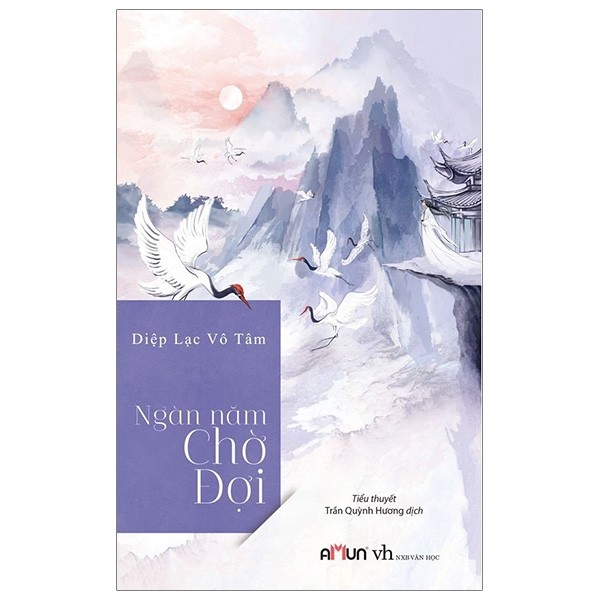 Diệp Lạc Vô Tâm
Ngàn năm
Chờ
Đợi
Tiểu thuyết
Trần Quỳnh Hương dịch
AMUN vh NXB VĂN HỌC